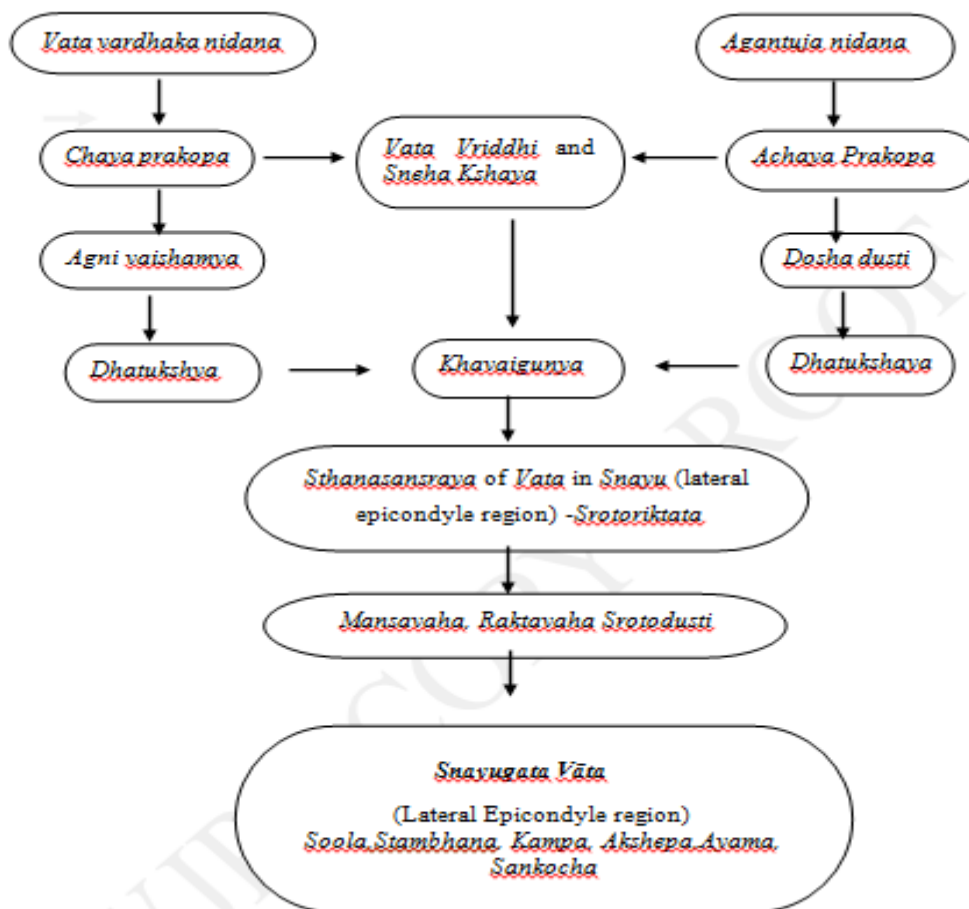 Vata vardhaka nidana
Agantuja nidana
Chaya prakopa
Vata Vriddhi and
Sneha Kshaya
Achaya Prakopa
Agni vaishamya
Dosha dusti
Dhatukshya
Khavaigunya
Dhatukshaya
Sthanasansraya of Vata in Snayu (lateral
epicondyle region) -Srotoriktata
Mansavaha, Raktavaha Srotodusti
Snayugata Vāta
(Lateral Epicondyle region)
Soola,Stambhana, Kampa, Akshepa,Ayama,
Sankocha
COPY